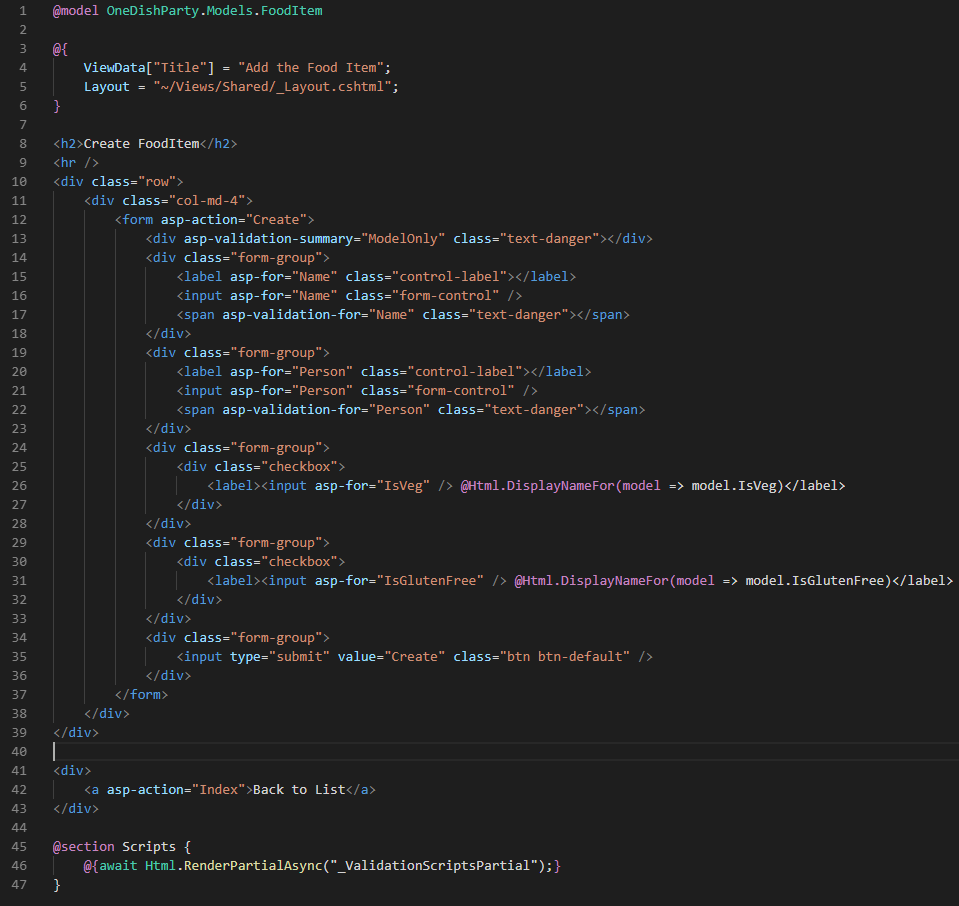 1 @model OneDishParty.Models.FoodItem
2
3 @{
4     ViewData["Title"] = "Add the Food Item";
5     Layout = "~/Views/Shared/_Layout.cshtml";
6 }
7
8 <h2>Create FoodItem</h2>
9 <hr />
10 <div class="row">
11     <div class="col-md-4">
12         <form asp-action="Create">
13             <div asp-validation-summary="ModelOnly" class="text-danger"></div>
14             <div class="form-group">
15                 <label asp-for="Name" class="control-label"></label>
16                 <input asp-for="Name" class="form-control" />
17                 <span asp-validation-for="Name" class="text-danger"></span>
18             </div>
19             <div class="form-group">
20                 <label asp-for="Person" class="control-label"></label>
21                 <input asp-for="Person" class="form-control" />
22                 <span asp-validation-for="Person" class="text-danger"></span>
23             </div>
24             <div class="form-group">
25                 <div class="checkbox">
26                     <label><input asp-for="IsVeg" /> @Html.DisplayNameFor(model => model.IsVeg)</label>
27                 </div>
28             </div>
29             <div class="form-group">
30                 <div class="checkbox">
31                     <label><input asp-for="IsGlutenFree" /> @Html.DisplayNameFor(model => model.IsGlutenFree)</label>
32                 </div>
33             </div>
34             <div class="form-group">
35                 <input type="submit" value="Create" class="btn btn-default" />
36             </div>
37         </form>
38     </div>
39 </div>
40
41 <div>
42     <a asp-action="Index">Back to List</a>
43 </div>
44
45 @section Scripts {
46     @{await Html.RenderPartialAsync("_ValidationScriptsPartial");}
47 }